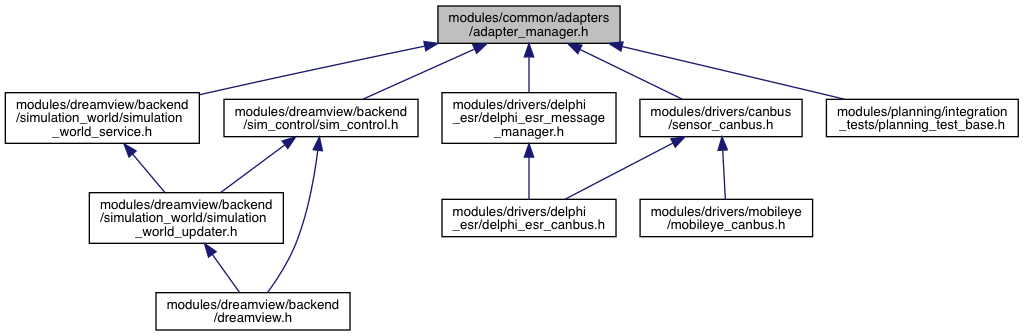 modules/common/adapters
/adapter_manager.h
modules/dreamview/backend
/simulation_world/simulation
_world_service.h
modules/dreamview/backend
/sim_control/sim_control.h
modules/drivers/delphi
_esr/delphi_esr_message
_manager.h
modules/drivers/canbus
/sensor_canbus.h
modules/planning/integration
_tests/planning_test_base.h
modules/dreamview/backend
/simulation_world/simulation
_world_updater.h
modules/drivers/delphi
_esr/delphi_esr_canbus.h
modules/drivers/mobileye
/mobileye_canbus.h
modules/dreamview/backend
/dreamview.h